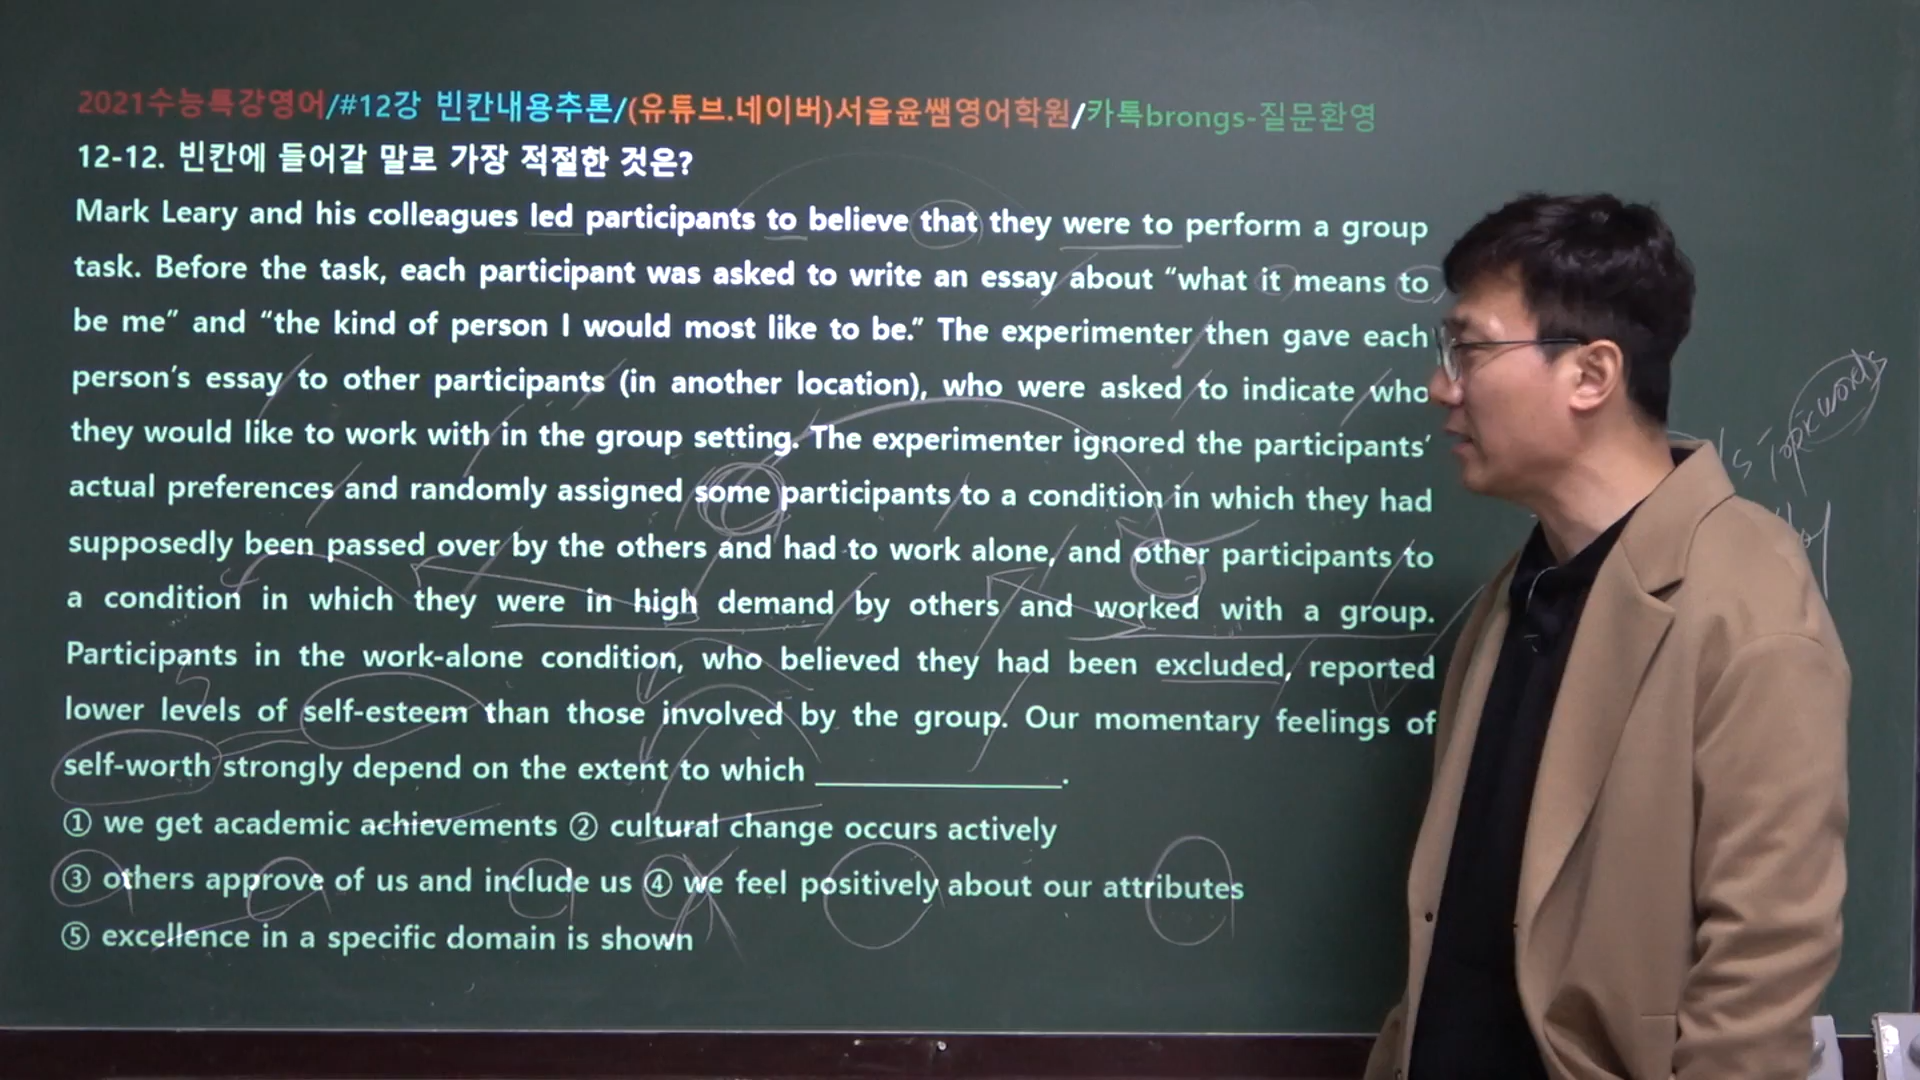 2021수능특강영어/#12강 빈칸내용추론/(유튜브.네이버)서울윤쌤영어학원/카톡brongs-질문환영
12-12. 빈칸에 들어갈 말로 가장 적절한 것은?
Mark Leary and his colleagues led participants to believe that they were to perform a group
task. Before the task, each participant was asked to write an essay about “what it means to
be me” and “the kind of person I would most like to be.” The experimenter then gave each
person’s essay to other participants (in another location), who were asked to indicate who
they would like to work with in the group setting. The experimenter ignored the participants’
actual preferences and randomly assigned some participants to a condition in which they had
supposedly been passed over by the others and had to work alone, and other participants to
a condition in which they were in high demand by others and worked with a group.
Participants in the work-alone condition, who believed they had been excluded, reported
lower levels of self-esteem than those involved by the group. Our momentary feelings of
self-worth strongly depend on the extent to which _______________.
① we get academic achievements ② cultural change occurs actively
③ others approve of us and include us ④ we feel positively about our attributes
⑤ excellence in a specific domain is shown
Topic words